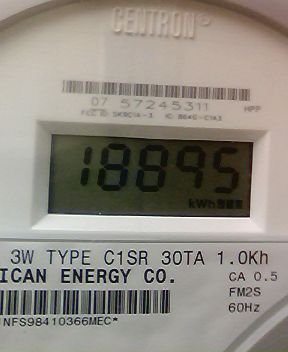 CENTRON®
07 57245311
HPP
18895
kWh
3W TYPE C1SR 30TA 1.0Kh
ICAN ENERGY CO.
CA 0.5
FM2S
60Hz
NFS98410366MEC*